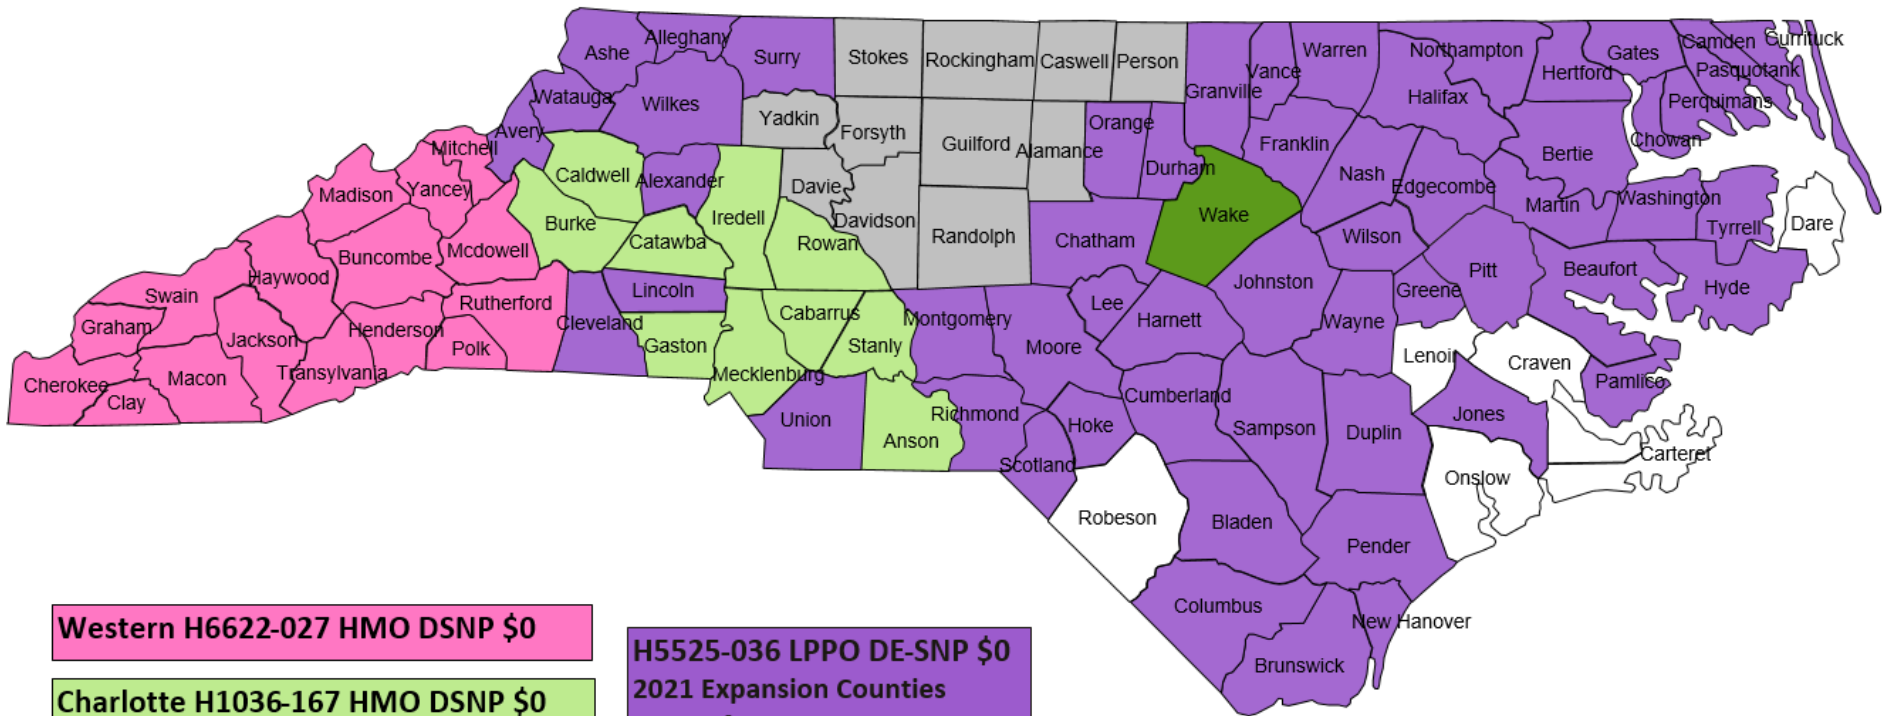 Ashe
Alleghany
Surry
Stokes
Rockingham
Caswell
Person
Granville
Vance
Warren
Northampton
Halifax
Hertford
Gates
Camden
Currituck
Pasquotank
Perquimans
Chowan
Watauga
Wilkes
Yadkin
Forsyth
Guilford
Alamance
Orange
Durham
Franklin
Nash
Edgecombe
Bertie
Martin
Washington
Tyrrell
Dare
Avery
Mitchell
Yancey
Madison
Caldwell
Alexander
Iredell
Davie
Davidson
Randolph
Chatham
Wake
Wilson
Pitt
Beaufort
Hyde
Burke
Catawba
Rowan
Mcdowell
Buncombe
Haywood
Swain
Graham
Jackson
Henderson
Rutherford
Polk
Cleveland
Lincoln
Gaston
Cabarrus
Stanly
Montgomery
Moore
Lee
Harnett
Johnston
Wayne
Greene
Lenoir
Craven
Pamlico
Cherokee
Clay
Macon
Transylvania
Mecklenburg
Union
Anson
Richmond
Scotland
Hoke
Cumberland
Sampson
Duplin
Jones
Onslow
Carteret
Robeson
Bladen
Pender
Columbus
New Hanover
Brunswick
Western H6622-027 HMO DSNP $0
Charlotte H1036-167 HMO DSNP $0
H5525-036 LPPO DE-SNP $0
2021 Expansion Counties